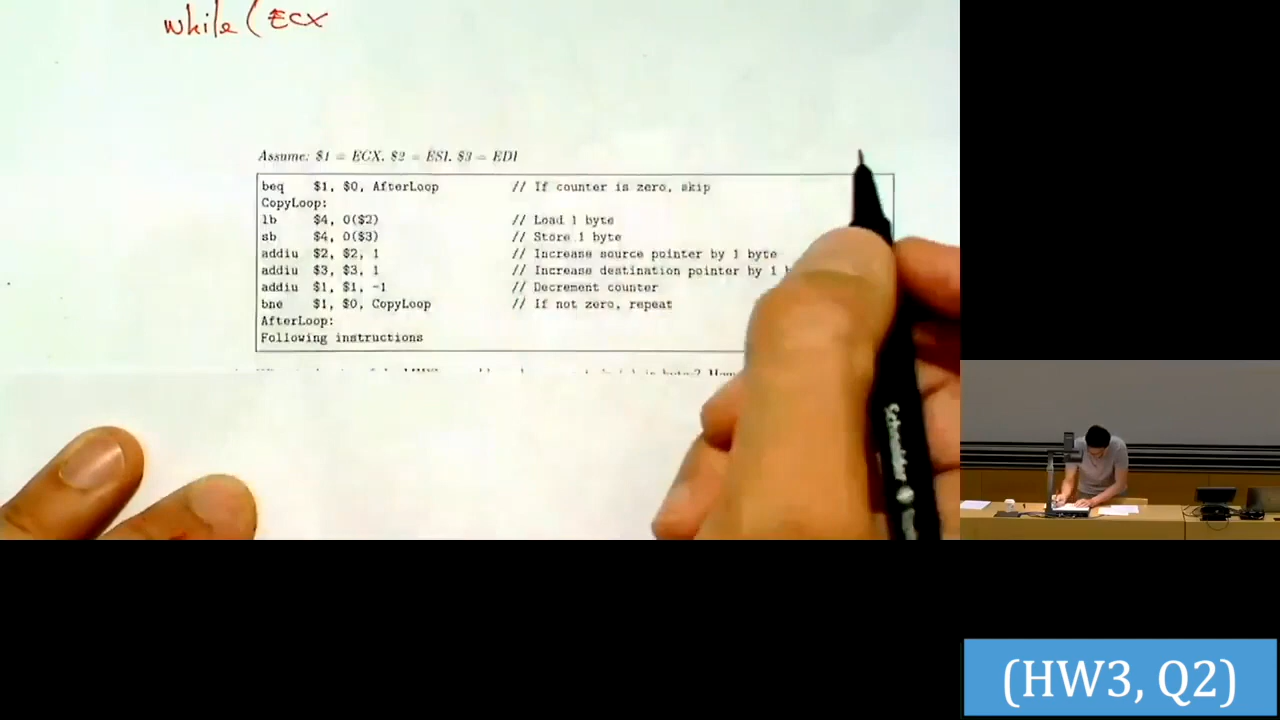 while ( ECX
Assume: $1 = ECX. $2 = ESI. $3 = EDI
beq $1, $0, AfterLoop // If counter is zero, skip
CopyLoop:
lb $4, 0($2) // Load 1 byte
sb $4, 0($3) // Store 1 byte
addiu $2, $2, 1 // Increase source pointer by 1 byte
addiu $3, $3, 1 // Increase destination pointer by 1
addiu $1, $1, -1 // Decrement counter
bne $1, $0, CopyLoop // If not zero, repeat
AfterLoop:
Following instructions
Schneider
(HW3, Q2)